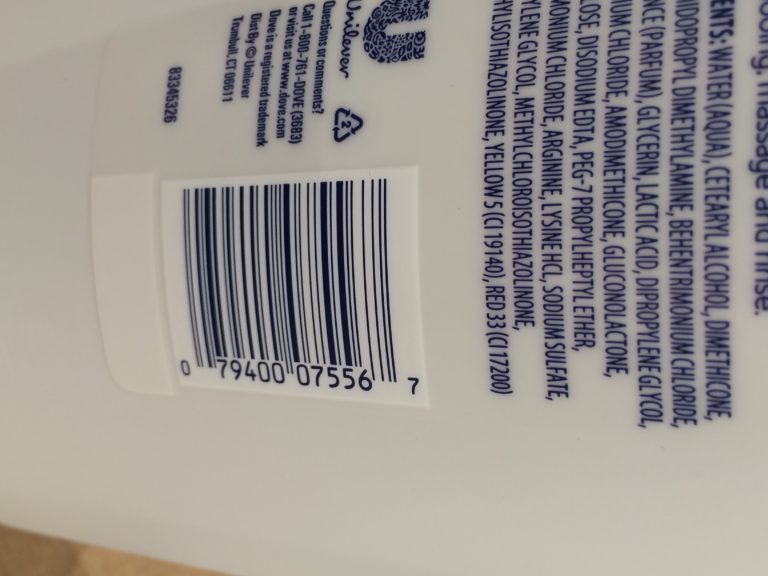 oong, massage and rinse.
ENTS: WATER (AQUA), CETEARYL ALCOHOL, DIMETHICONE,
IDOPROPYL DIMETHYLAMINE, BEHENTRIMONIUM CHLORIDE,
NCE (PARFUM), GLYCERIN, LACTIC ACID, DIPROPYLENE GLYCOL,
UM CHLORIDE, AMODIMETHICONE, GLUCONOLACTONE,
LOSE, DISODIUM EDTA, PEG-7 PROPYLHEPTYL ETHER,
MONIUM CHLORIDE, ARGININE, LYSINE HCL, SODIUM SULFATE,
LENE GLYCOL, METHYLCHLOROISOTHIAZOLINONE,
HYLISOTHIAZOLINONE, YELLOW 5 (CI 19140), RED 33 (CI 17200)
Unilever
2
Questions or comments?
Call 1-800-761-DOVE (3683)
or visit us at www.dove.com
Dove is a registered trademark
Dist. By © Unilever
Trumbull, CT 06611
83345326
0 79400 07556 7